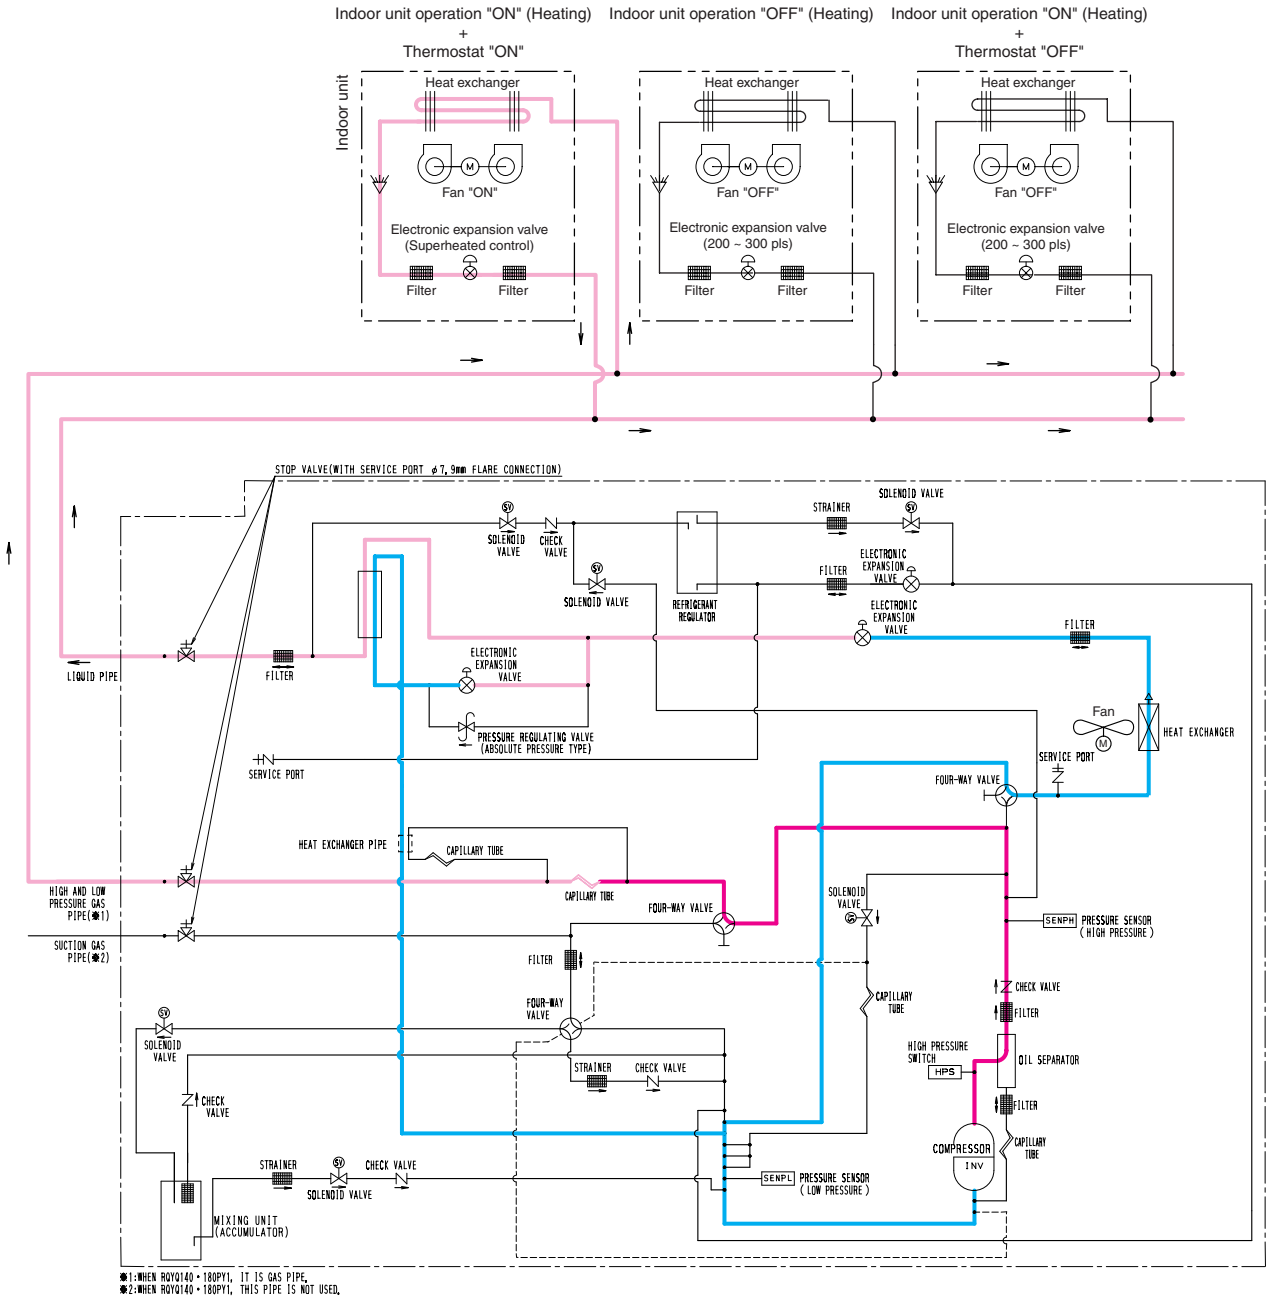 Indoor unit operation "ON" (Heating)
+
Thermostat "ON"
Indoor unit operation "OFF" (Heating)
Indoor unit operation "ON" (Heating)
+
Thermostat "OFF"
Indoor unit
Heat exchanger
M
Fan "ON"
Electronic expansion valve
(Superheated control)
Filter
Filter
Heat exchanger
M
Fan "OFF"
Electronic expansion valve
(200 ~ 300 pls)
Filter
Filter
Heat exchanger
M
Fan "OFF"
Electronic expansion valve
(200 ~ 300 pls)
Filter
Filter
STOP VALVE(WITH SERVICE PORT φ7,9mm FLARE CONNECTION)
SV
SOLENOID
VALVE
CHECK
VALVE
SV
SOLENOID VALVE
REFRIGERANT
REGULATOR
STRAINER
SOLENOID VALVE
SV
FILTER
ELECTRONIC
EXPANSION
VALVE
ELECTRONIC
EXPANSION
VALVE
FILTER
LIQUID PIPE
FILTER
ELECTRONIC
EXPANSION
VALVE
PRESSURE REGULATING VALVE
(ABSOLUTE PRESSURE TYPE)
SERVICE PORT
Fan
M
HEAT EXCHANGER
SERVICE PORT
FOUR-WAY VALVE
HEAT EXCHANGER PIPE
CAPILLARY TUBE
CAPILLARY TUBE
HIGH AND LOW
PRESSURE GAS
PIPE(※1)
SUCTION GAS
PIPE(※2)
FOUR-WAY VALVE
SOLENOID
VALVE
SV
SENPH
PRESSURE SENSOR
(HIGH PRESSURE)
FILTER
FOUR-WAY
VALVE
CAPILLARY
TUBE
CHECK VALVE
FILTER
SV
SOLENOID
VALVE
STRAINER
CHECK VALVE
HIGH PRESSURE
SWITCH
HPS
OIL SEPARATOR
FILTER
CHECK
VALVE
COMPRESSOR
INV
CAPILLARY
TUBE
STRAINER
SV
SOLENOID VALVE
CHECK VALVE
SENPL
PRESSURE SENSOR
(LOW PRESSURE)
MIXING UNIT
(ACCUMULATOR)
※1:WHEN RQYQ140・180PY1, IT IS GAS PIPE.
※2:WHEN RQYQ140・180PY1, THIS PIPE IS NOT USED.